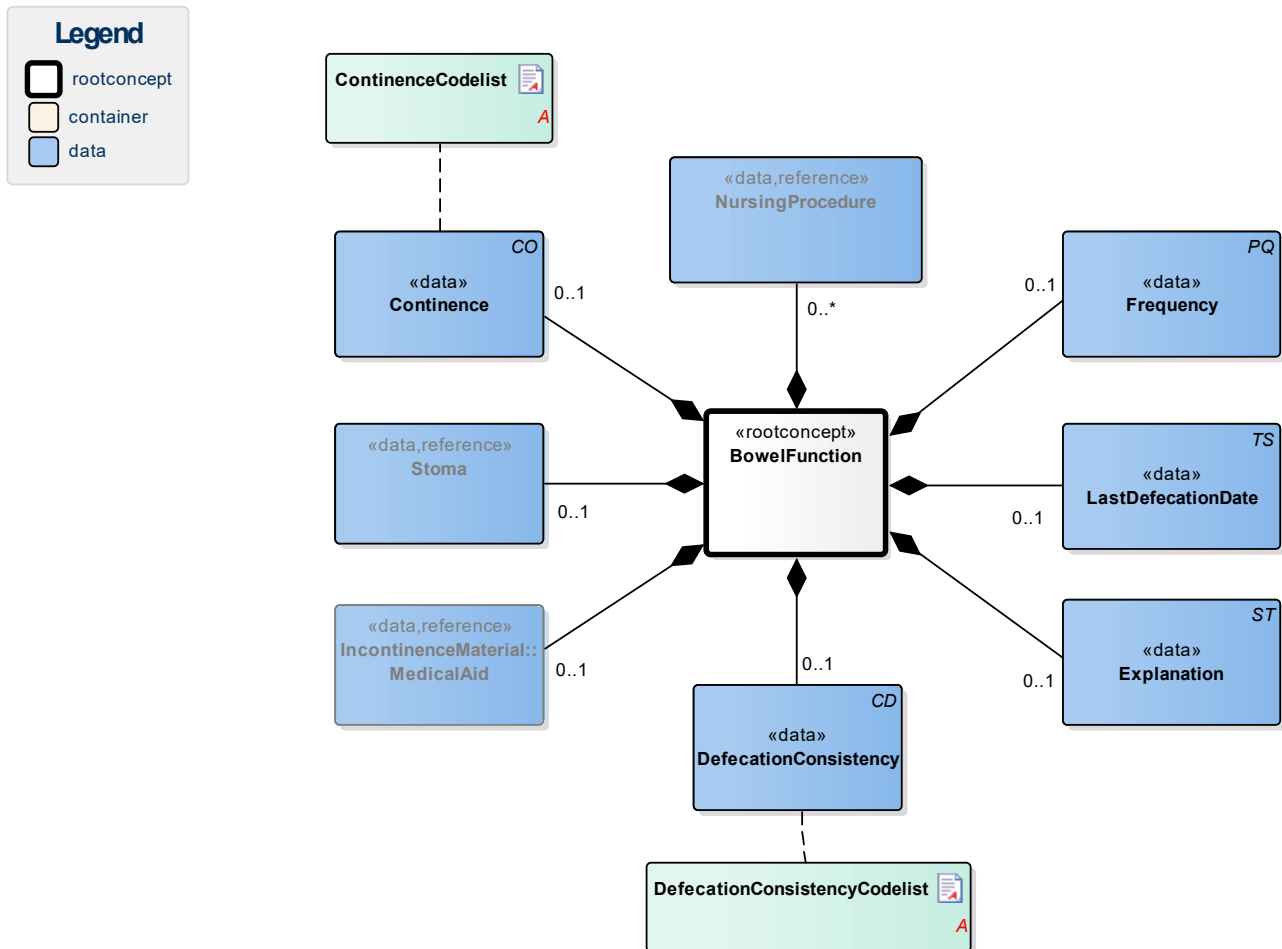 Legend
rootconcept
container
data
ContinenceCodelist
A
«data,reference»
NursingProcedure
0..*
CO
«data»
Continence
0..1
PQ
«data»
Frequency
0..1
«rootconcept»
BowelFunction
«data,reference»
Stoma
0..1
TS
«data»
LastDefecationDate
0..1
«data,reference»
IncontinenceMaterial::
MedicalAid
0..1
ST
«data»
Explanation
0..1
0..1
CD
«data»
DefecationConsistency
DefecationConsistencyCodelist
A